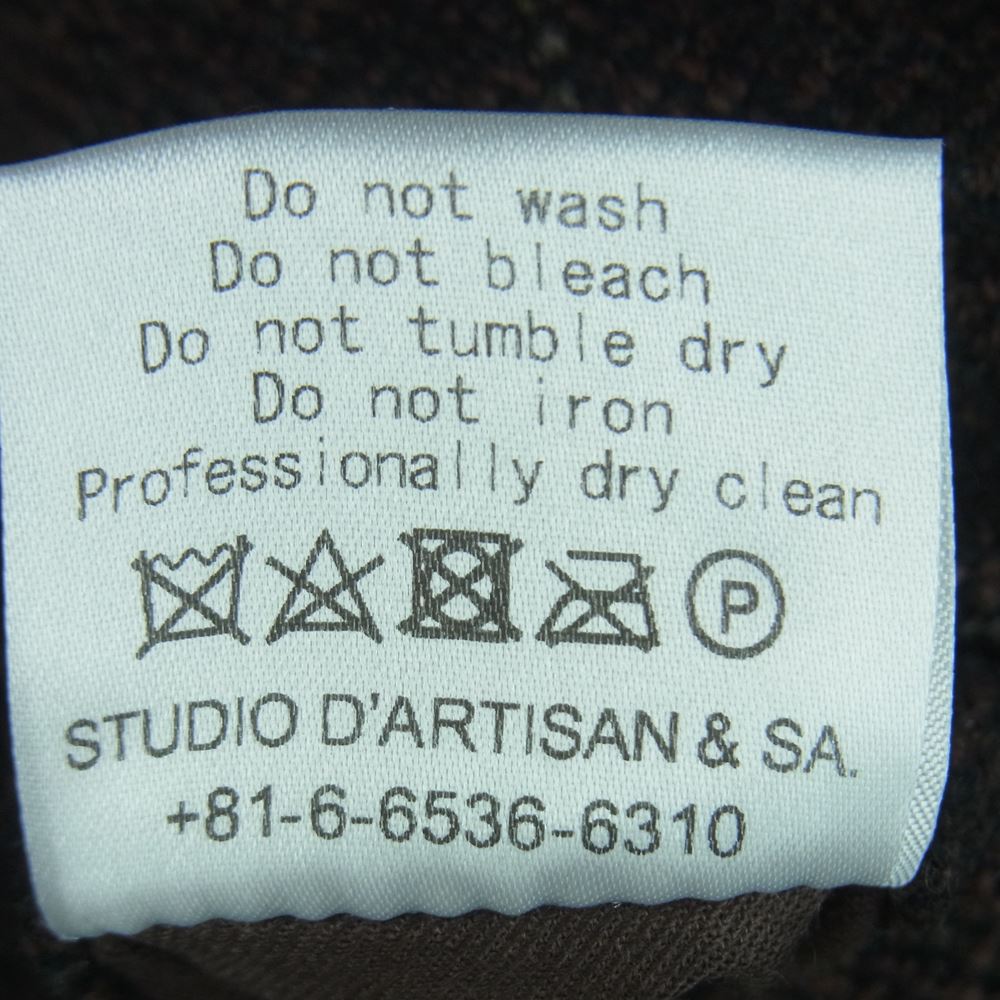 Do not wash
Do not bleach
Do not tumble dry
Do not iron
Professionally dry clean
P
STUDIO D'ARTISAN & SA.
+81-6-6536-6310